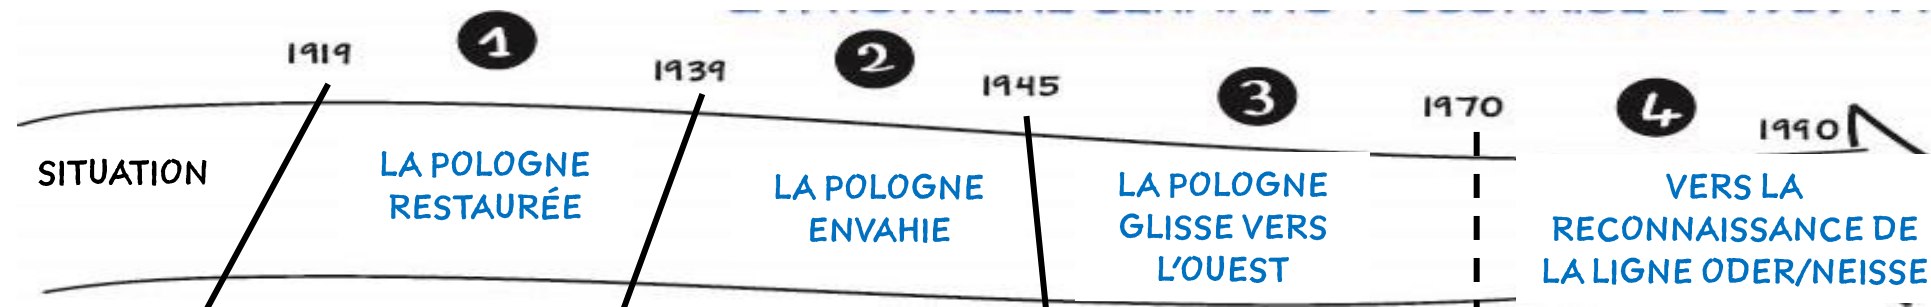 1919
1
1939
2
1945
3
1970
4
1990
SITUATION
LA POLOGNE
RESTAURÉE
LA POLOGNE
ENVAHIE
LA POLOGNE
GLISSE VERS
L'OUEST
VERS LA
RECONNAISSANCE DE
LA LIGNE ODER/NEISSE